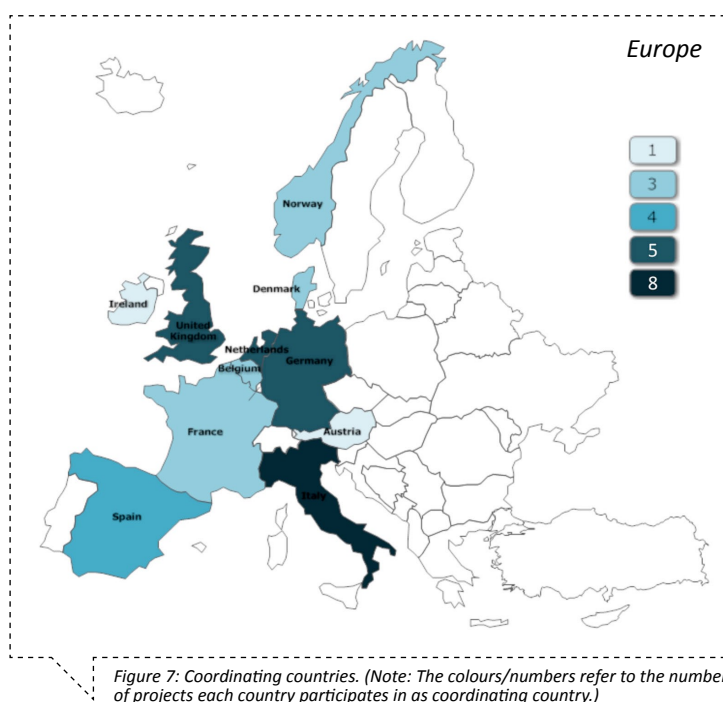 Europe
1
3
4
5
8
Norway
Denmark
Ireland
United
Kingdom
Netherlands
Belgium
Germany
France
Austria
Italy
Spain
Figure 7: Coordinating countries. (Note: The colours/numbers refer to the number
of projects each country participates in as coordinating country.)